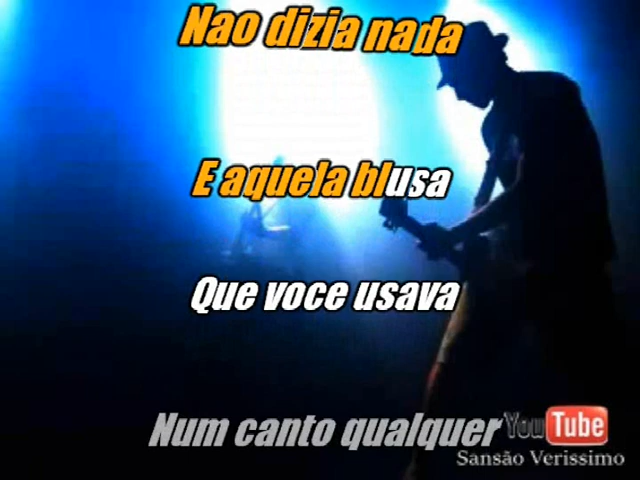 Nao dizia nada
E aquela blusa
Que voce usava
Num canto qualquer
YouTube
Sansão Verissimo